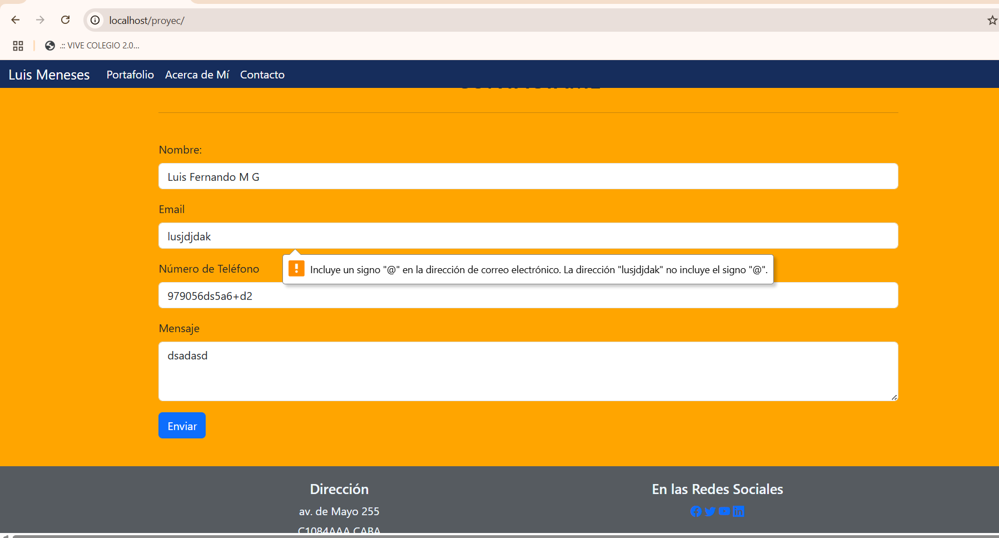 localhost/proyec/
.:: VIVE COLEGIO 2.0...
Luis Meneses Portafolio Acerca de Mí Contacto
Nombre:
Luis Fernando M G
Email
lusjdjdak
Incluye un signo "@" en la dirección de correo electrónico. La dirección "lusjdjdak" no incluye el signo "@".
Número de Teléfono
979056ds5a6+d2
Mensaje
dsadasd
Enviar
Dirección
av. de Mayo 255
C1084AAA CABA
En las Redes Sociales